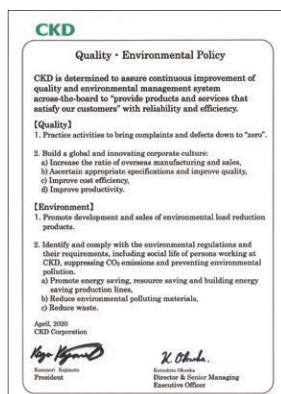 CKD
Quality・Environmental Policy
CKD is determined to assure continuous improvement of
quality and environmental management system
across-the-board to "provide products and services that
satisfy our customers" with reliability and efficiency.
【Quality】
1. Practice activities to bring complaints and defects down to "zero".
2. Build a global and innovating corporate culture:
a) Increase the ratio of overseas manufacturing and sales,
b) Ascertain appropriate specifications and improve quality,
c) Improve cost efficiency,
d) Improve productivity.
【Environment】
1. Promote development and sales of environmental load reduction
products.
2. Identify and comply with the environmental regulations and
their requirements, including social life of persons working at
CKD, suppressing CO₂ emissions and preventing environmental
pollution.
a) Promote energy saving, resource saving and building energy
saving production lines,
b) Reduce environmental polluting materials,
c) Reduce waste.
April, 2020
CKD Corporation
Kazunori Kajimoto
President
K. Okuoka
Katsuhito Okuoka
Director & Senior Managing
Executive Officer